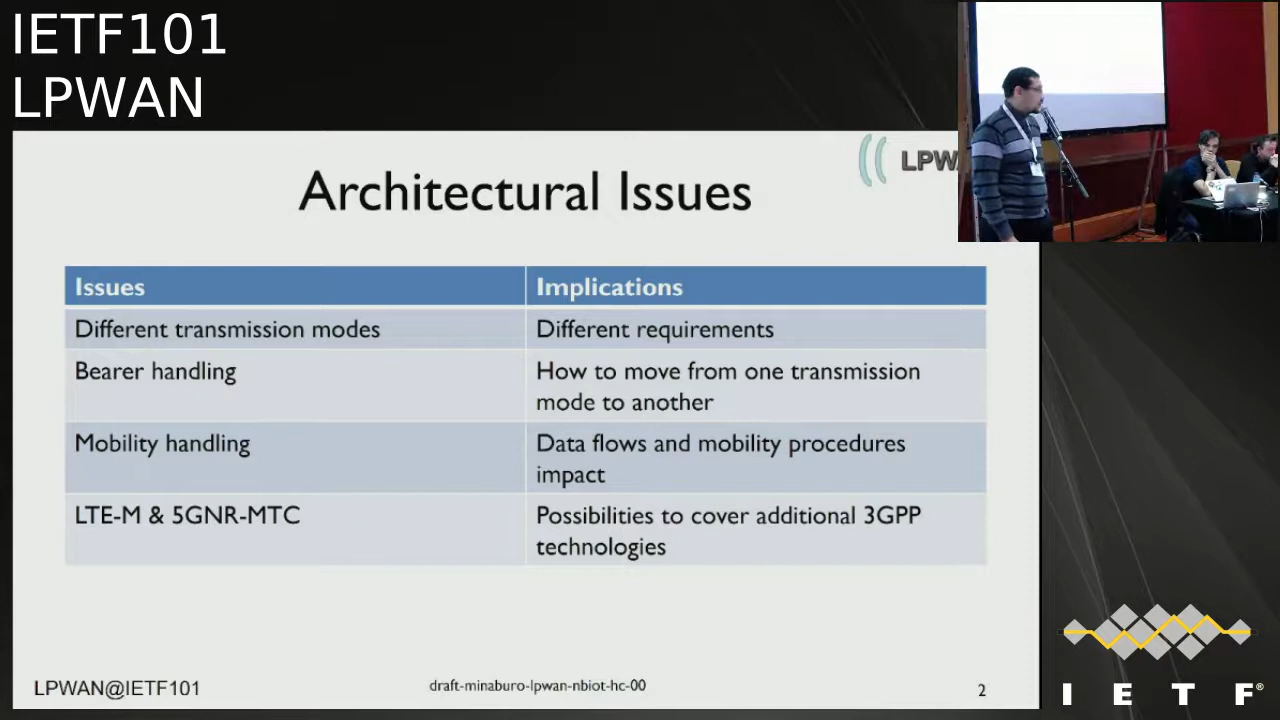 IETF101
LPWAN
LPW
Architectural Issues
Issues
Implications
Different transmission modes
Different requirements
Bearer handling
How to move from one transmission
mode to another
Mobility handling
Data flows and mobility procedures
impact
LTE-M & 5GNR-MTC
Possibilities to cover additional 3GPP
technologies
LPWAN@IETF101
draft-minaburo-lpwan-nbiot-hc-00
2
I E T F®